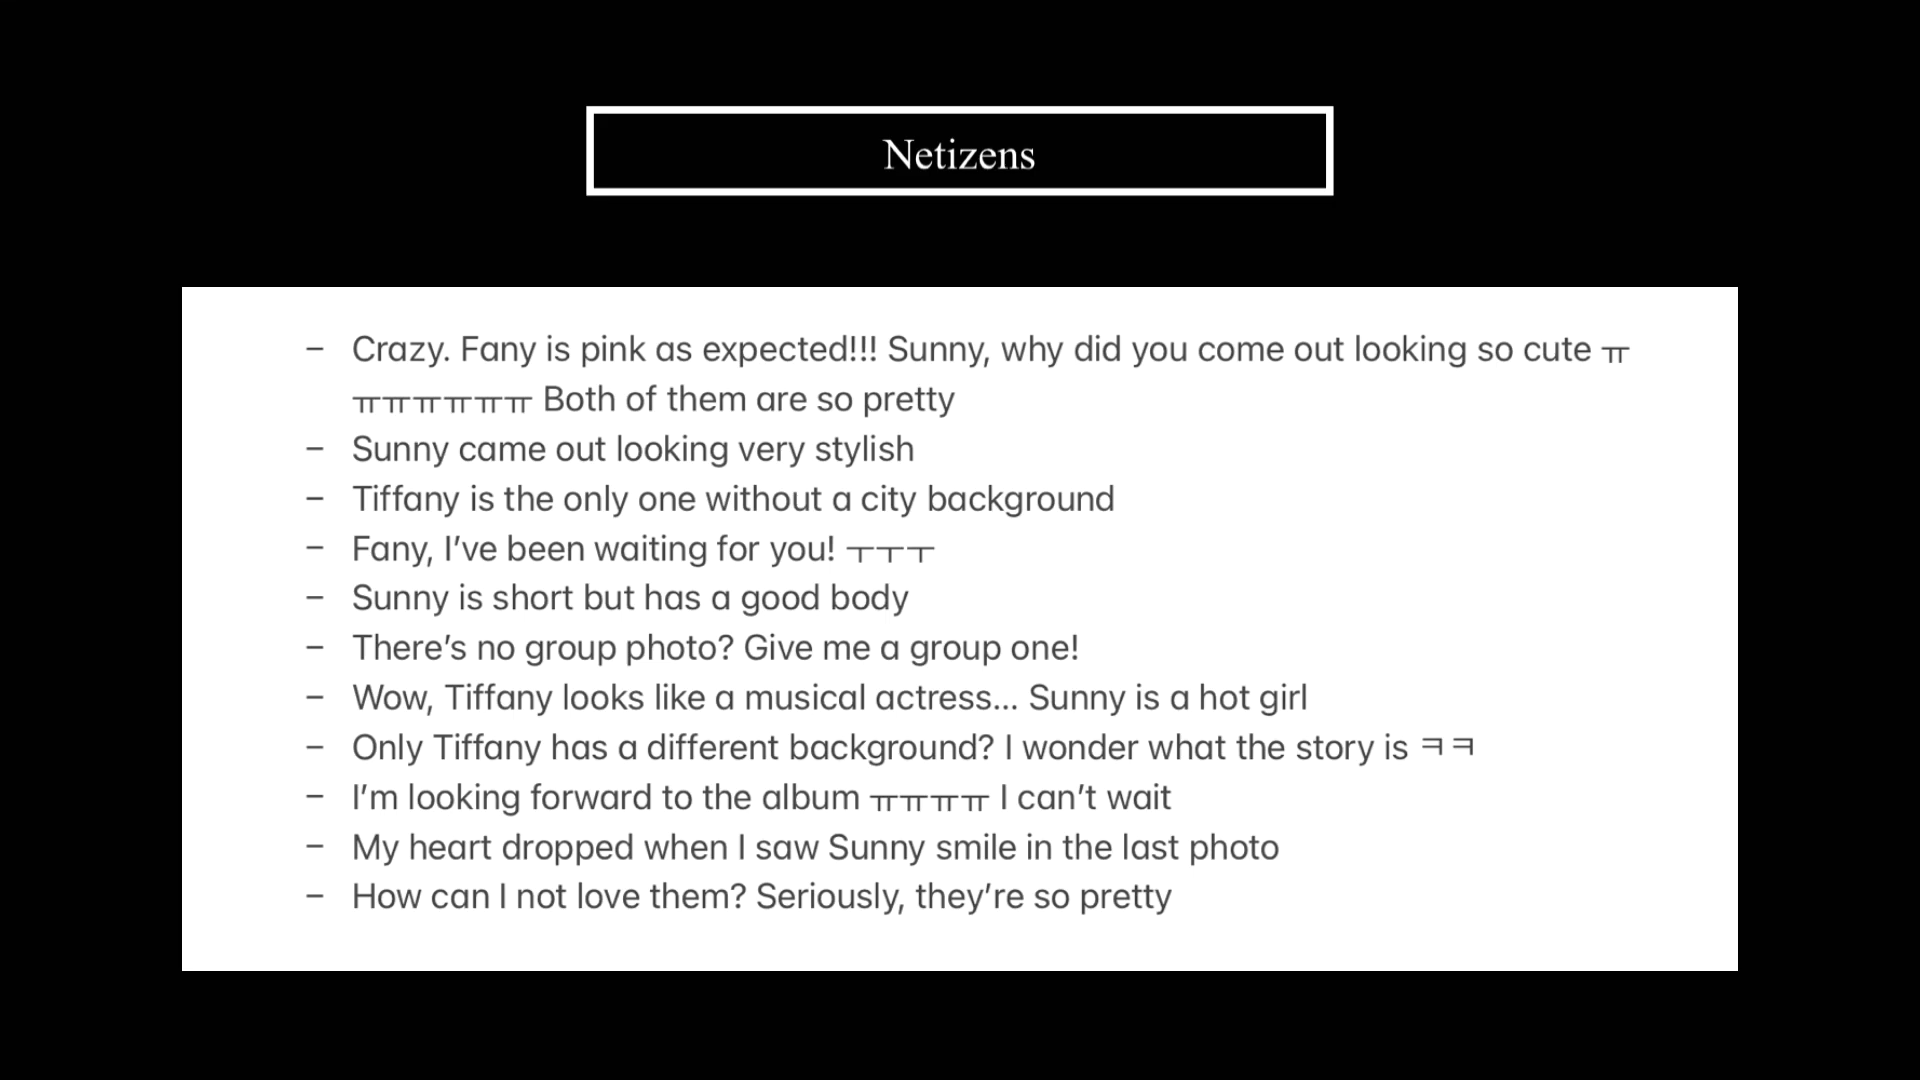 Netizens
– Crazy. Fany is pink as expected!!! Sunny, why did you come out looking so cute ㅠ
ㅠㅠㅠㅠㅠㅠ Both of them are so pretty
– Sunny came out looking very stylish
– Tiffany is the only one without a city background
– Fany, I’ve been waiting for you! ㅜㅜㅜ
– Sunny is short but has a good body
– There’s no group photo? Give me a group one!
– Wow, Tiffany looks like a musical actress… Sunny is a hot girl
– Only Tiffany has a different background? I wonder what the story is ㅋㅋ
– I’m looking forward to the album ㅠㅠㅠㅠ I can’t wait
– My heart dropped when I saw Sunny smile in the last photo
– How can I not love them? Seriously, they’re so pretty